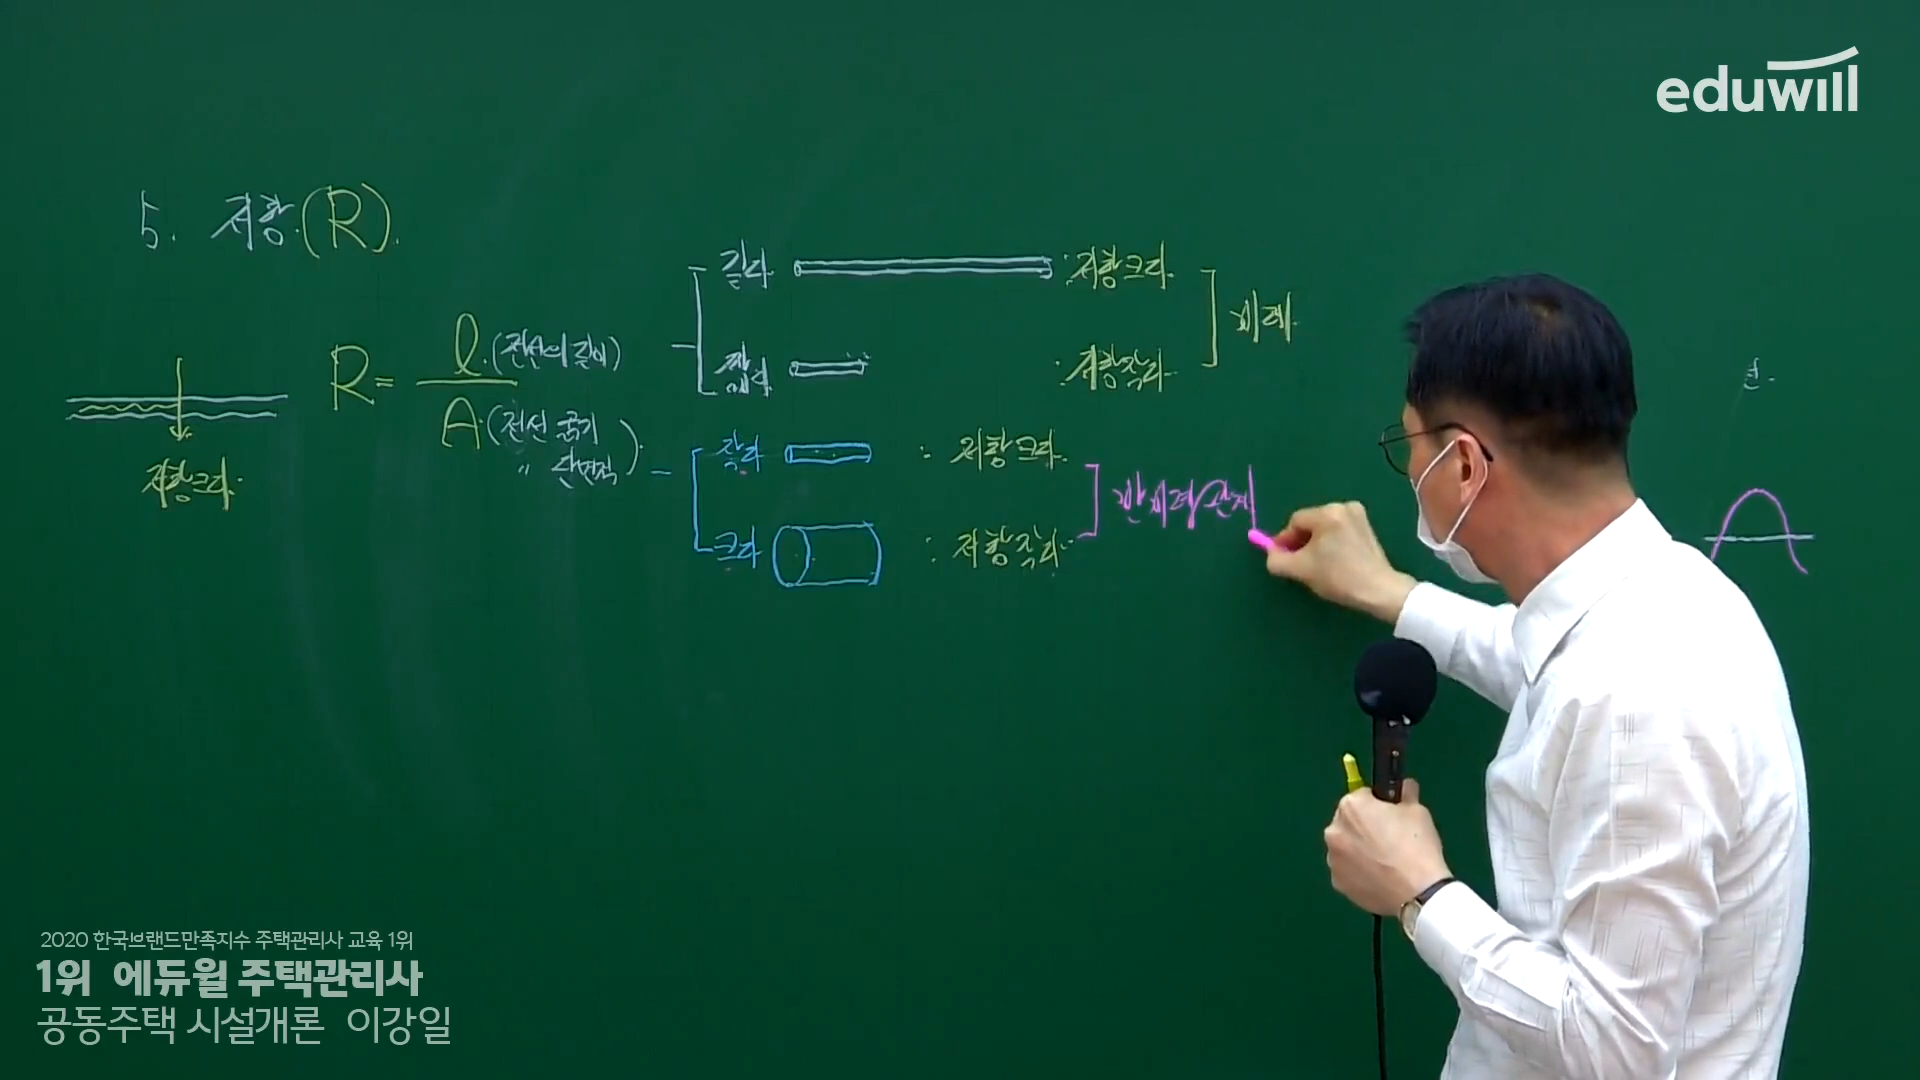 eduwill
5. 저항(R).
길다 : 저항크다.
비례.
짧다 : 저항작다.
R = l (전선의 길이)
A (전선 굵기
〃 단면적).
저항크다.
작다 : 저항크다.
반비례관계
크다 : 저항작다.
2020 한국브랜드만족지수 주택관리사 교육 1위
1위 에듀윌 주택관리사
공동주택 시설개론 이강일